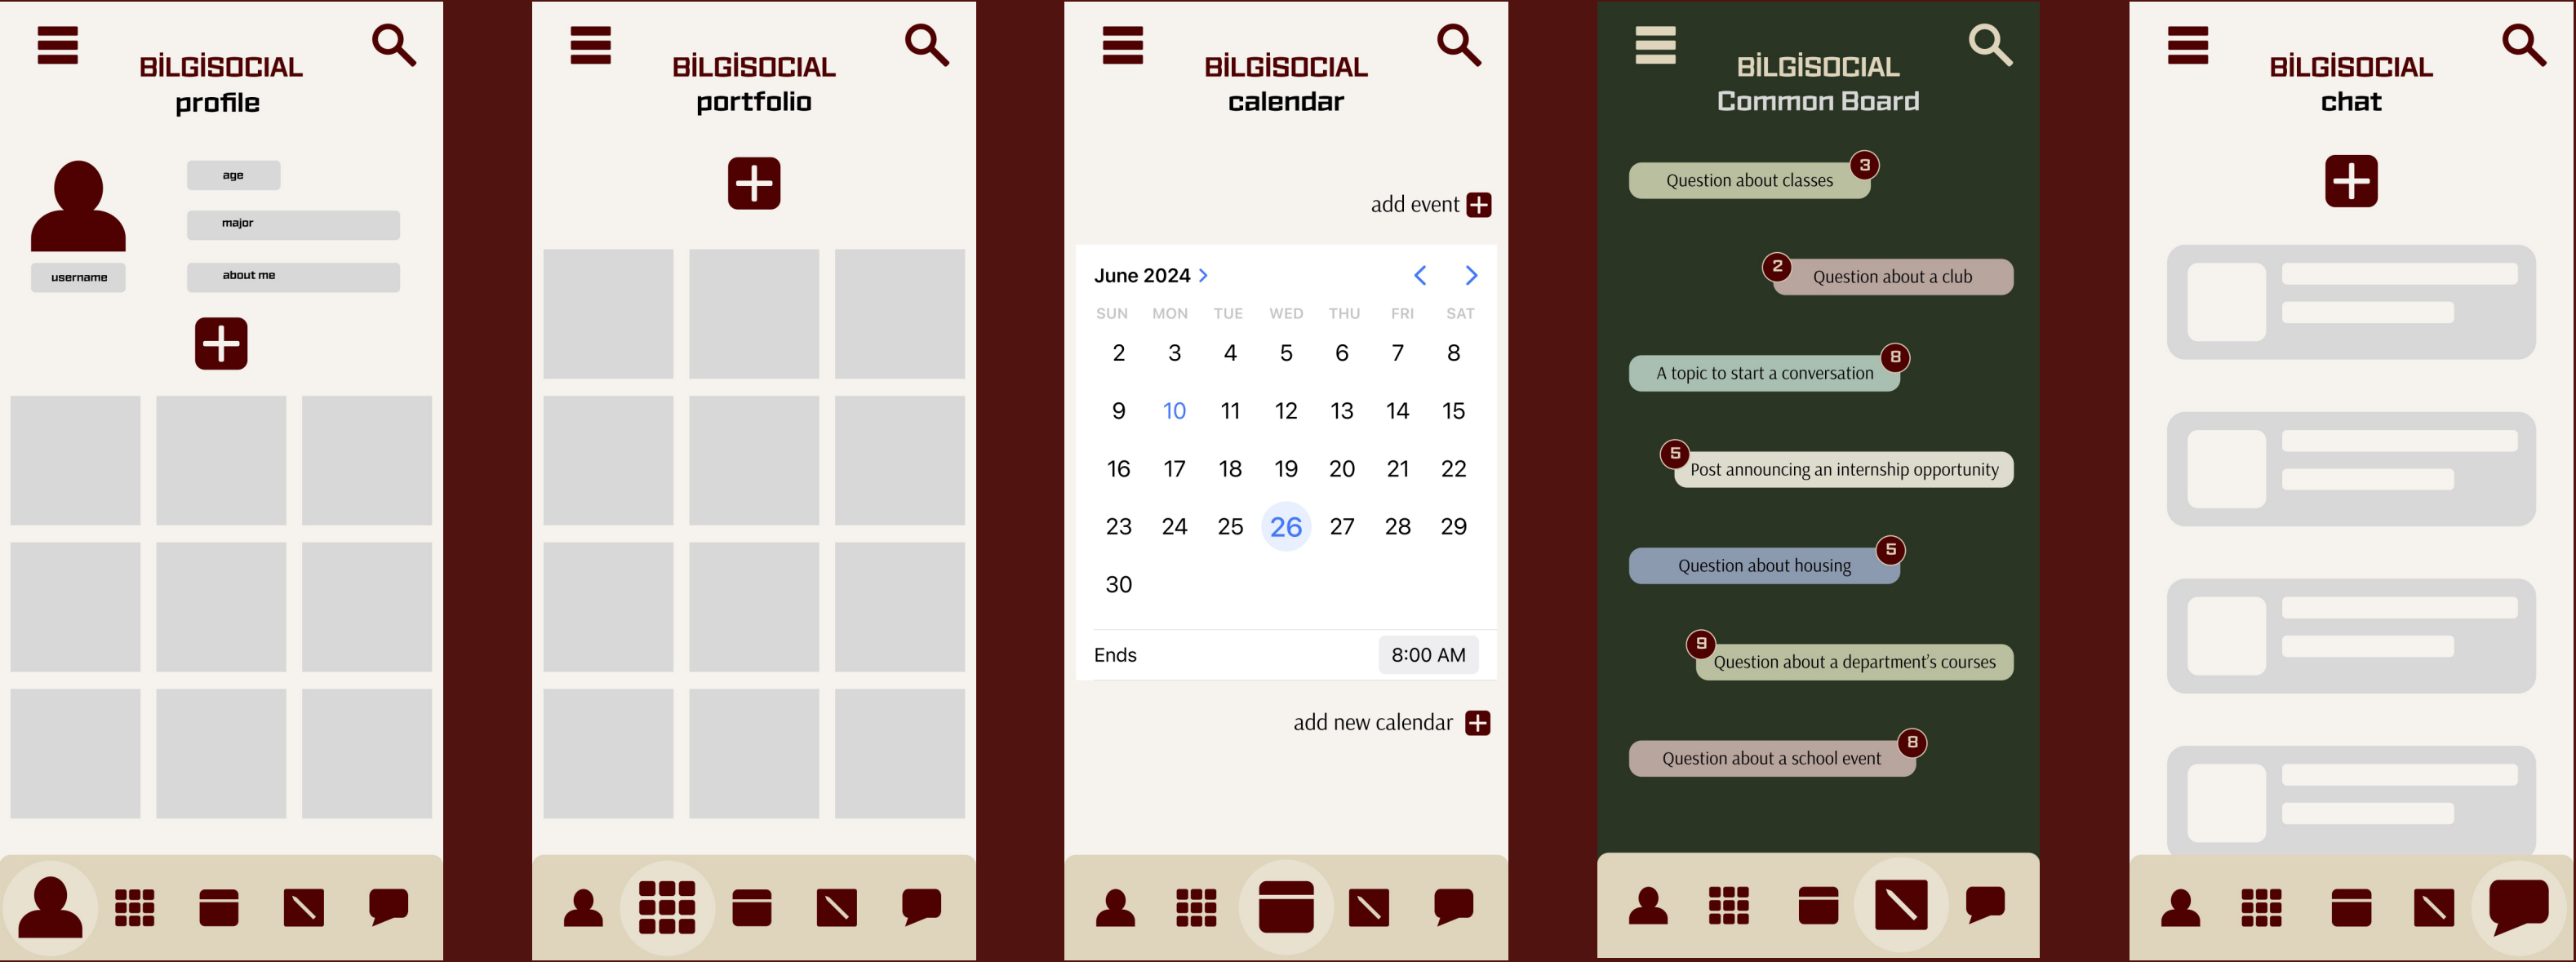 BİLGİSOCIAL
profile
age
major
username
about me
BİLGİSOCIAL
portfolio
BİLGİSOCIAL
calendar
add event
June 2024
SUN MON TUE WED THU FRI SAT
2 3 4 5 6 7 8
9 10 11 12 13 14 15
16 17 18 19 20 21 22
23 24 25 26 27 28 29
30
Ends 8:00 AM
add new calendar
BİLGİSOCIAL
Common Board
3
Question about classes
2
Question about a club
8
A topic to start a conversation
5
Post announcing an internship opportunity
5
Question about housing
9
Question about a department's courses
8
Question about a school event
BİLGİSOCIAL
chat